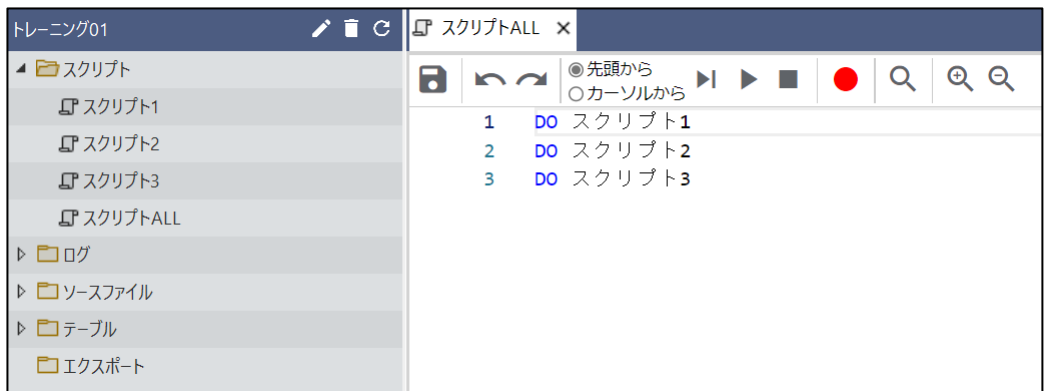 トレーニング01
スクリプト
スクリプト1
スクリプト2
スクリプト3
スクリプトALL
ログ
ソースファイル
テーブル
エクスポート
スクリプトALL
先頭から
カーソルから
1 DO スクリプト1
2 DO スクリプト2
3 DO スクリプト3